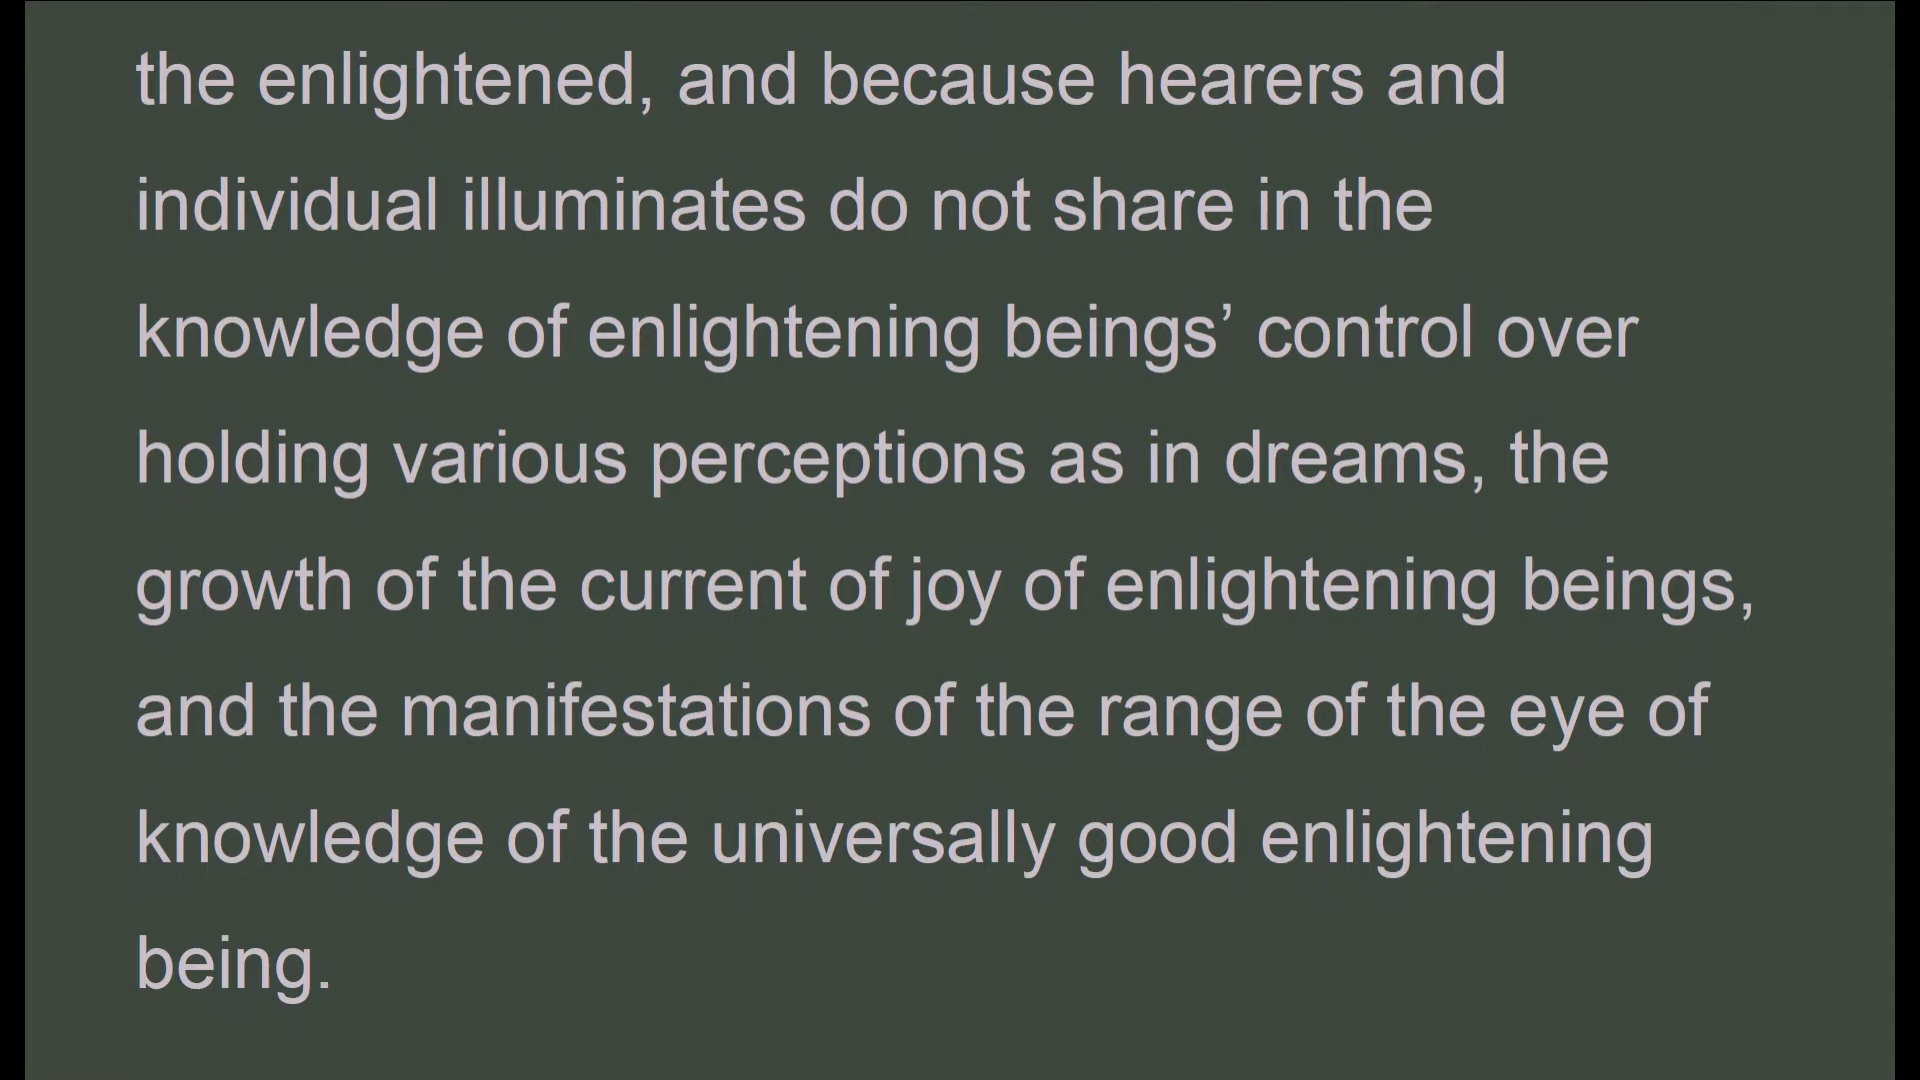 the enlightened, and because hearers and
individual illuminates do not share in the
knowledge of enlightening beings’ control over
holding various perceptions as in dreams, the
growth of the current of joy of enlightening beings,
and the manifestations of the range of the eye of
knowledge of the universally good enlightening
being.